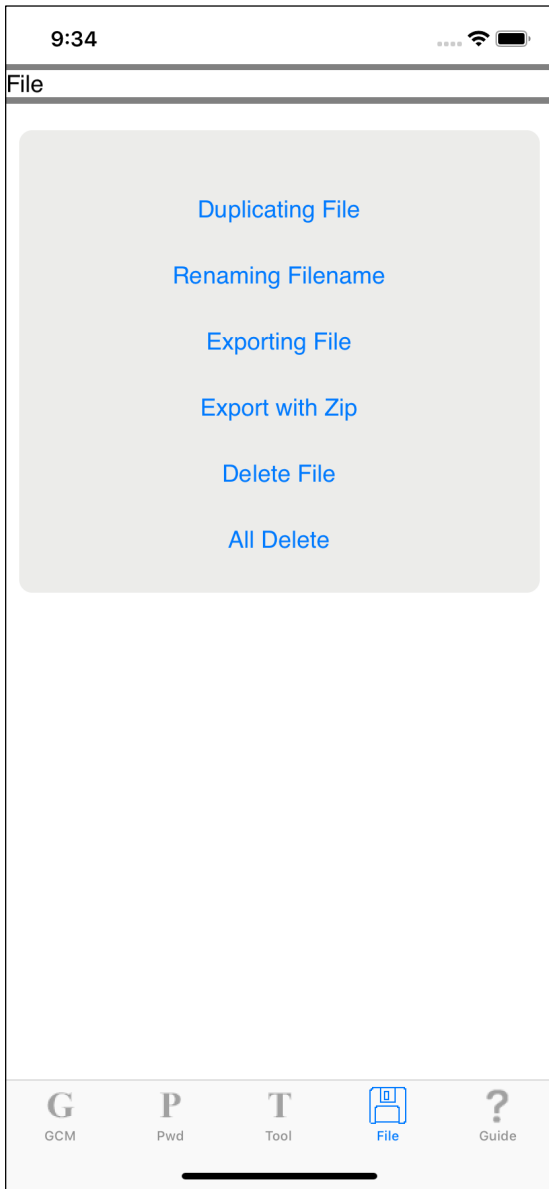 9:34
File
Duplicating File
Renaming Filename
Exporting File
Export with Zip
Delete File
All Delete
G P T ?
GCM Pwd Tool File Guide